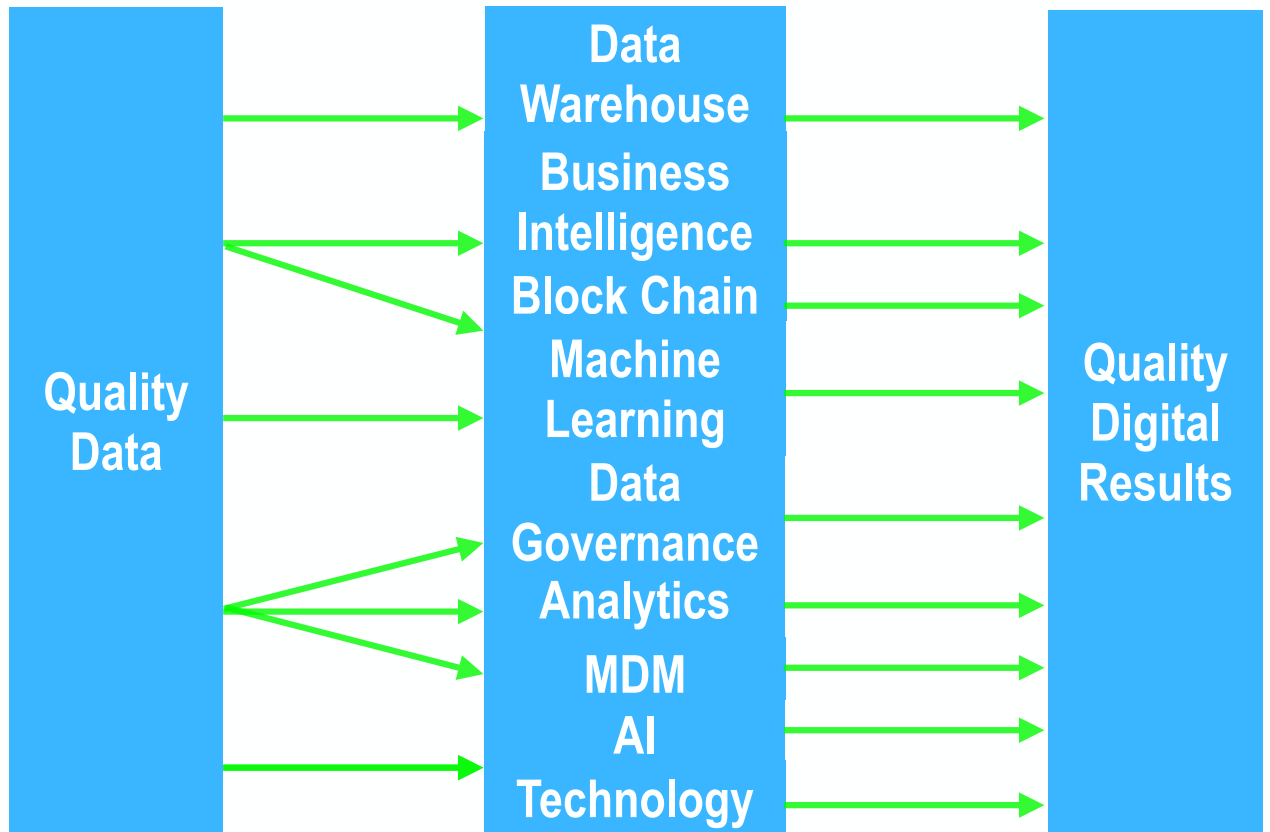 Quality
Data
Data
Warehouse
Business
Intelligence
Block Chain
Machine
Learning
Data
Governance
Analytics
MDM
AI
Technology
Quality
Digital
Results